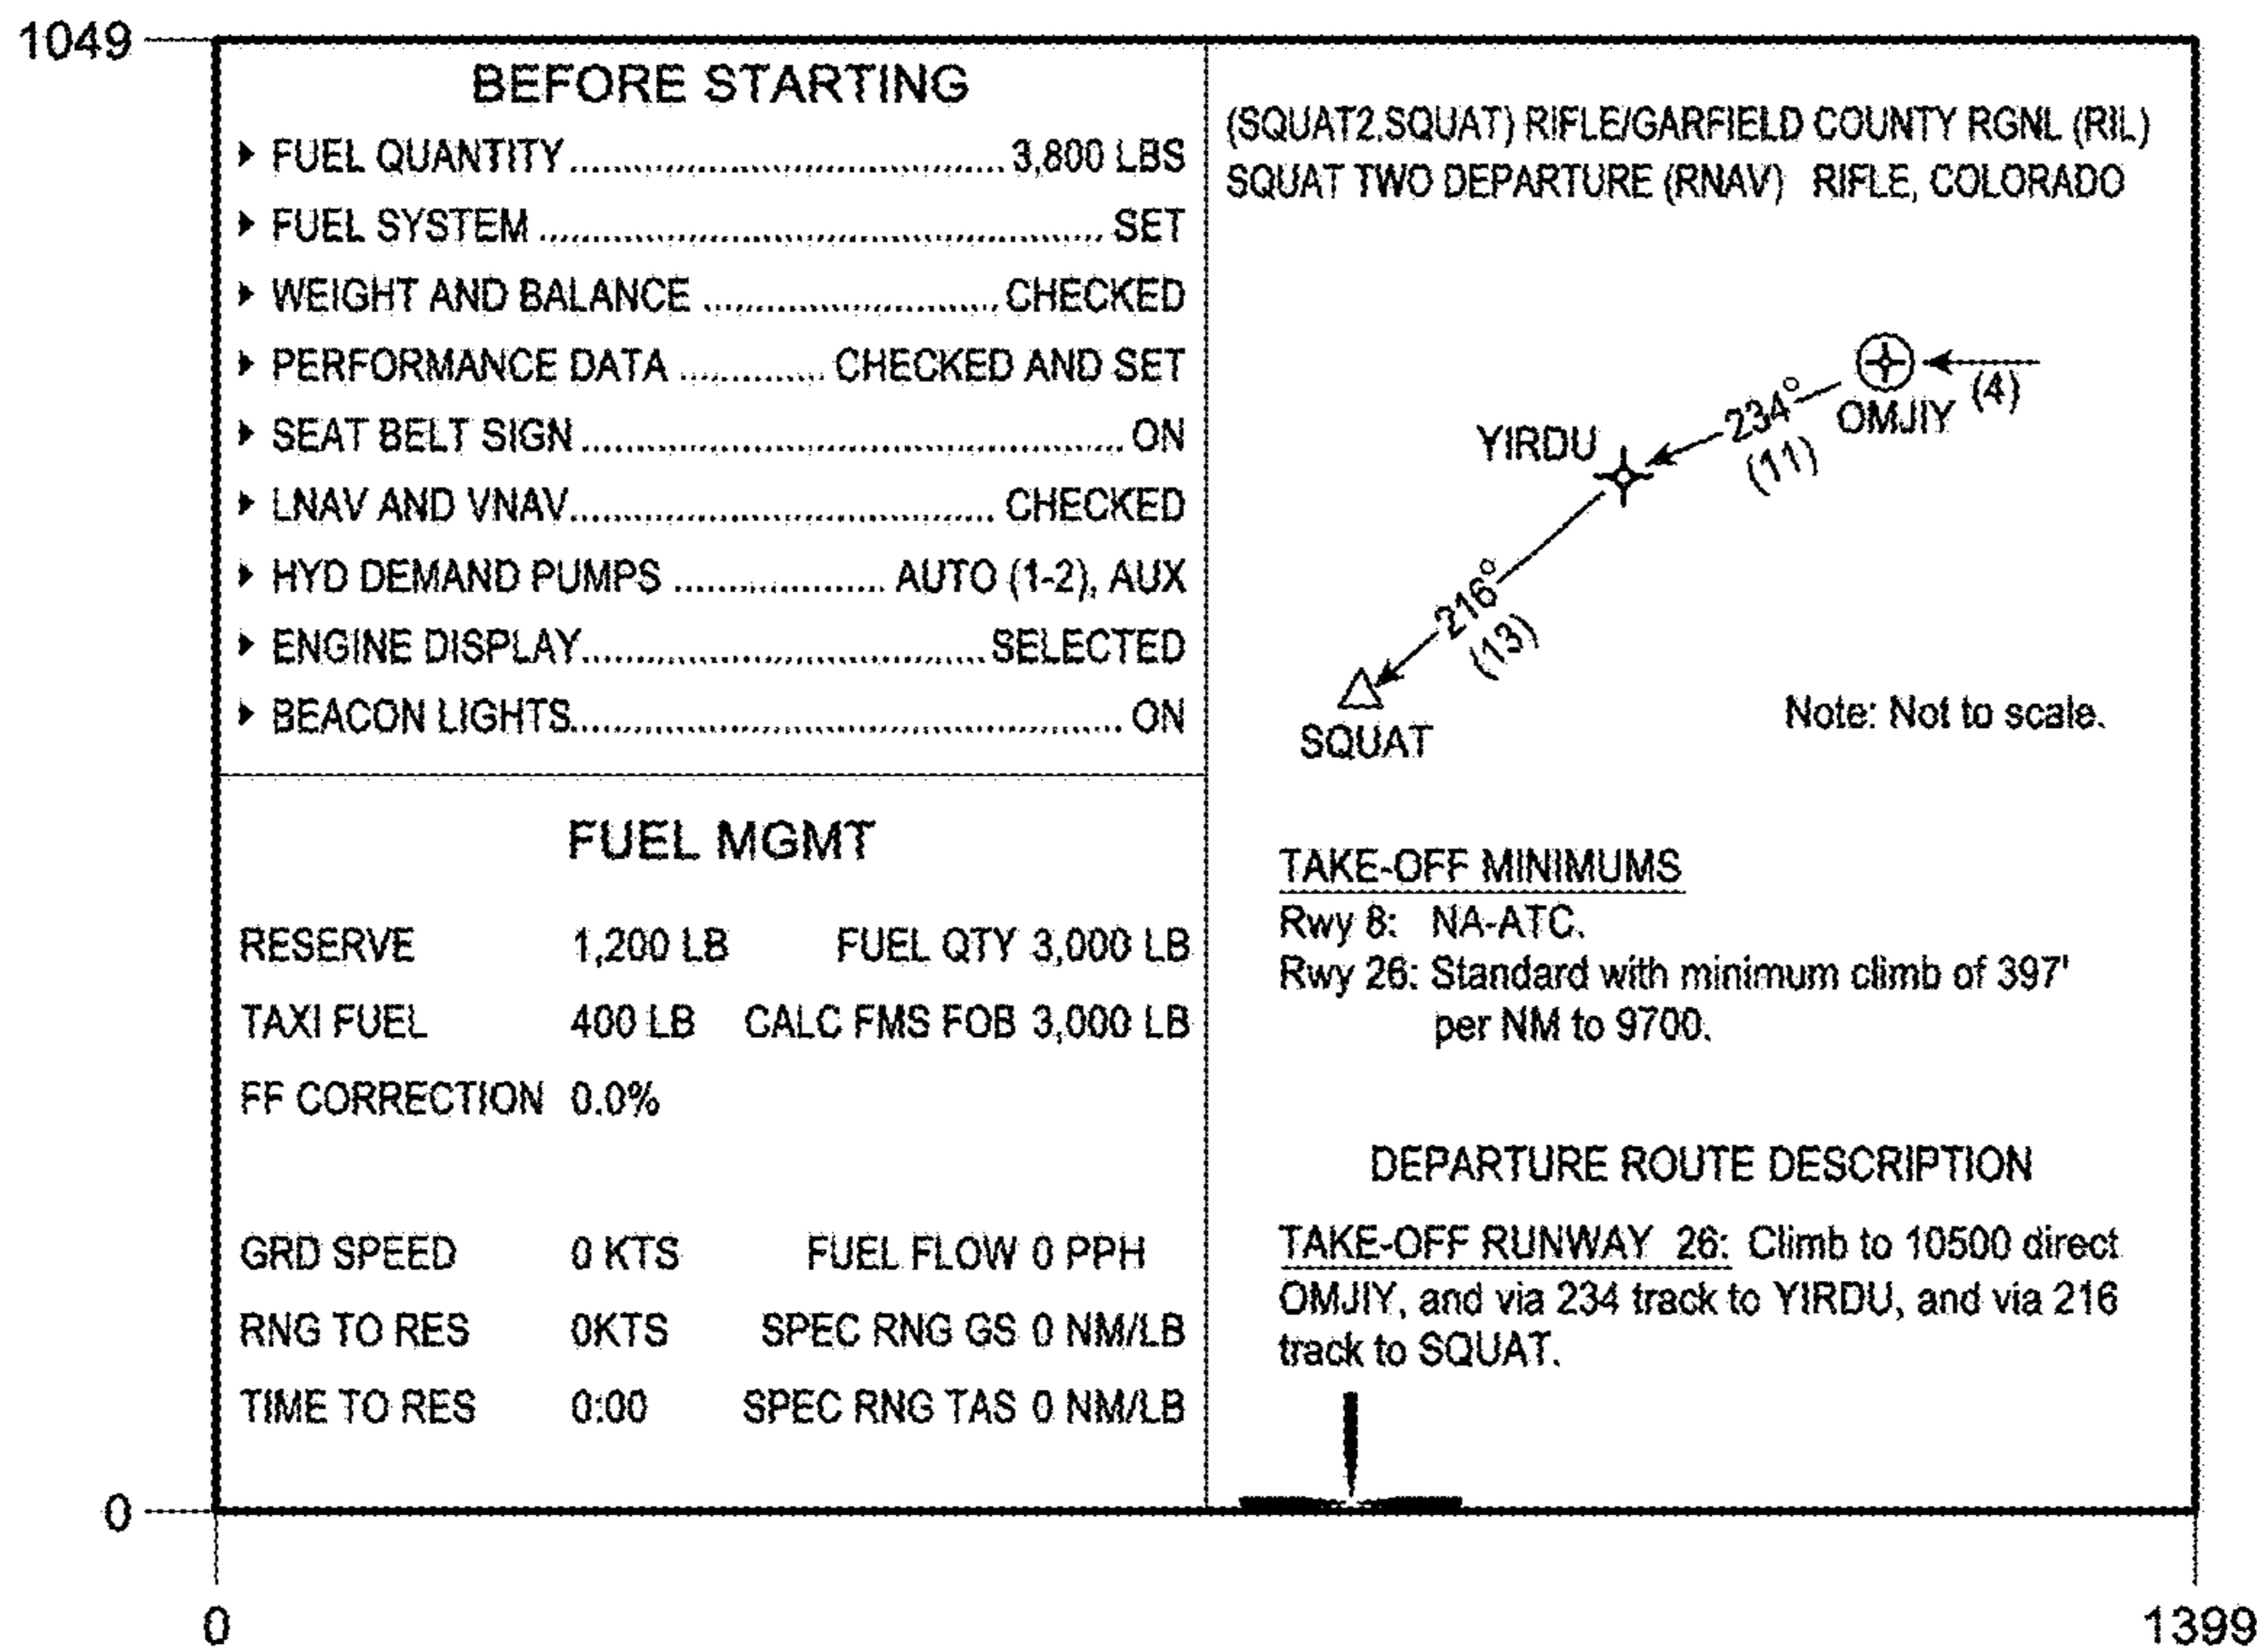 1049
BEFORE STARTING
▸ FUEL QUANTITY........................................ 3,800 LBS
▸ FUEL SYSTEM .................................................... SET
▸ WEIGHT AND BALANCE ........................... CHECKED
▸ PERFORMANCE DATA ............. CHECKED AND SET
▸ SEAT BELT SIGN .................................................. ON
▸ LNAV AND VNAV....................................... CHECKED
▸ HYD DEMAND PUMPS ................... AUTO (1-2), AUX
▸ ENGINE DISPLAY..................................... SELECTED
▸ BEACON LIGHTS................................................... ON
FUEL MGMT
RESERVE 1,200 LB FUEL QTY 3,000 LB
TAXI FUEL 400 LB CALC FMS FOB 3,000 LB
FF CORRECTION 0.0%
GRD SPEED 0 KTS FUEL FLOW 0 PPH
RNG TO RES 0KTS SPEC RNG GS 0 NM/LB
TIME TO RES 0:00 SPEC RNG TAS 0 NM/LB
(SQUAT2.SQUAT) RIFLE/GARFIELD COUNTY RGNL (RIL)
SQUAT TWO DEPARTURE (RNAV) RIFLE, COLORADO
OMJIY
(4)
234°
(11)
YIRDU
216°
(13)
SQUAT
Note: Not to scale.
TAKE-OFF MINIMUMS
Rwy 8: NA-ATC.
Rwy 26: Standard with minimum climb of 397'
per NM to 9700.
DEPARTURE ROUTE DESCRIPTION
TAKE-OFF RUNWAY 26: Climb to 10500 direct
OMJIY, and via 234 track to YIRDU, and via 216
track to SQUAT.
0
0
1399